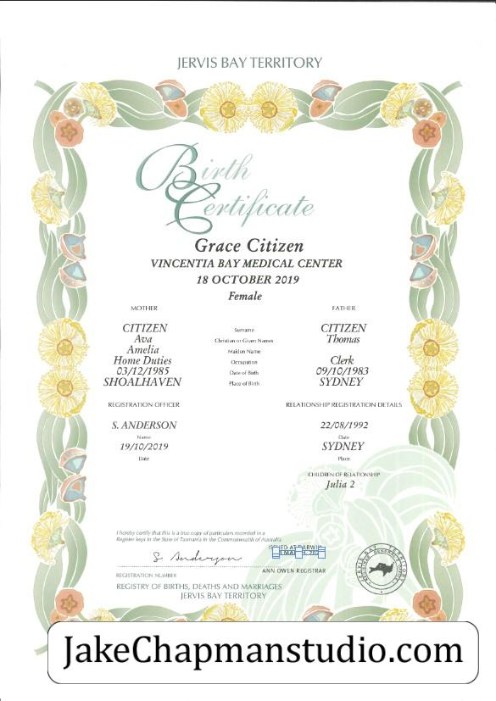 JERVIS BAY TERRITORY
Birth
Certificate
Grace Citizen
VINCENTIA BAY MEDICAL CENTER
18 OCTOBER 2019
Female
MOTHER FATHER
CITIZEN Surname CITIZEN
Ava Christian or Given Names Thomas
Amelia Maiden Name
Home Duties Occupation Clerk
03/12/1985 Date of Birth 09/10/1983
SHOALHAVEN Place of Birth SYDNEY
REGISTRATION OFFICER RELATIONSHIP REGISTRATION DETAILS
S. ANDERSON 22/08/1992
Name Date
19/10/2019 SYDNEY
Date Place
CHILDREN OF RELATIONSHIP
Julia 2
I hereby certify that this is a true copy of particulars recorded in a
Register kept in the State of Tasmania in the Commonwealth of Australia
S. Anderson
ISSUED AT
ANN OWEN REGISTRAR
REGISTRATION NUMBER
REGISTRY OF BIRTHS, DEATHS AND MARRIAGES
JERVIS BAY TERRITORY
JakeChapmanstudio.com